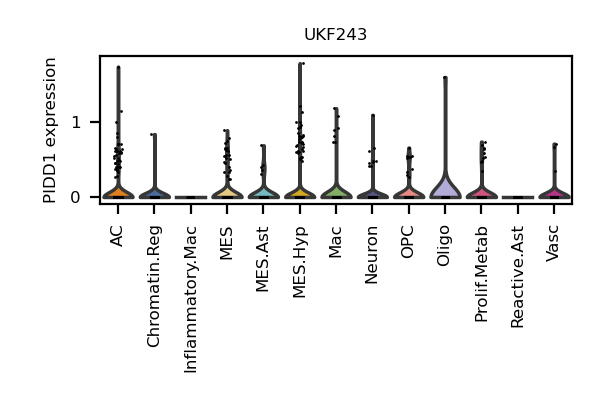 UKF243
PIDD1 expression
1
0
AC
Chromatin.Reg
Inflammatory.Mac
MES
MES.Ast
MES.Hyp
Mac
Neuron
OPC
Oligo
Prolif.Metab
Reactive.Ast
Vasc